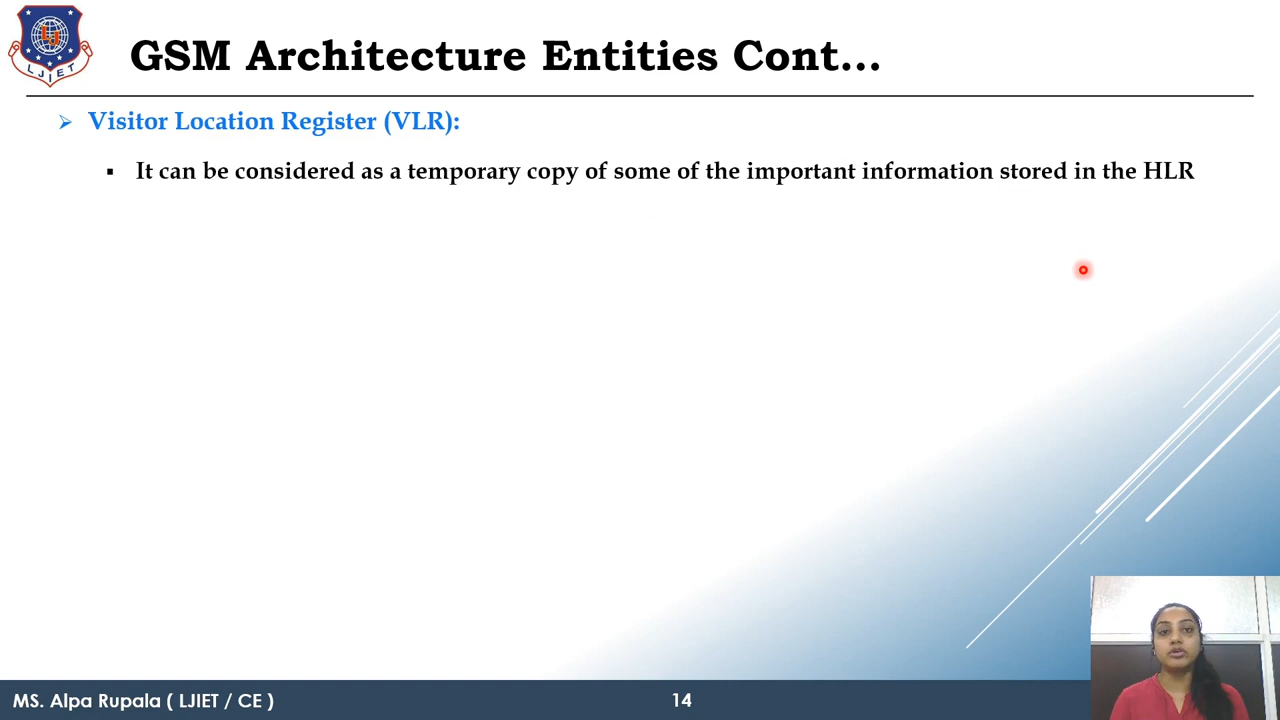 LJIET
GSM Architecture Entities Cont...
➢ Visitor Location Register (VLR):
▪ It can be considered as a temporary copy of some of the important information stored in the HLR
MS. Alpa Rupala ( LJIET / CE )
14